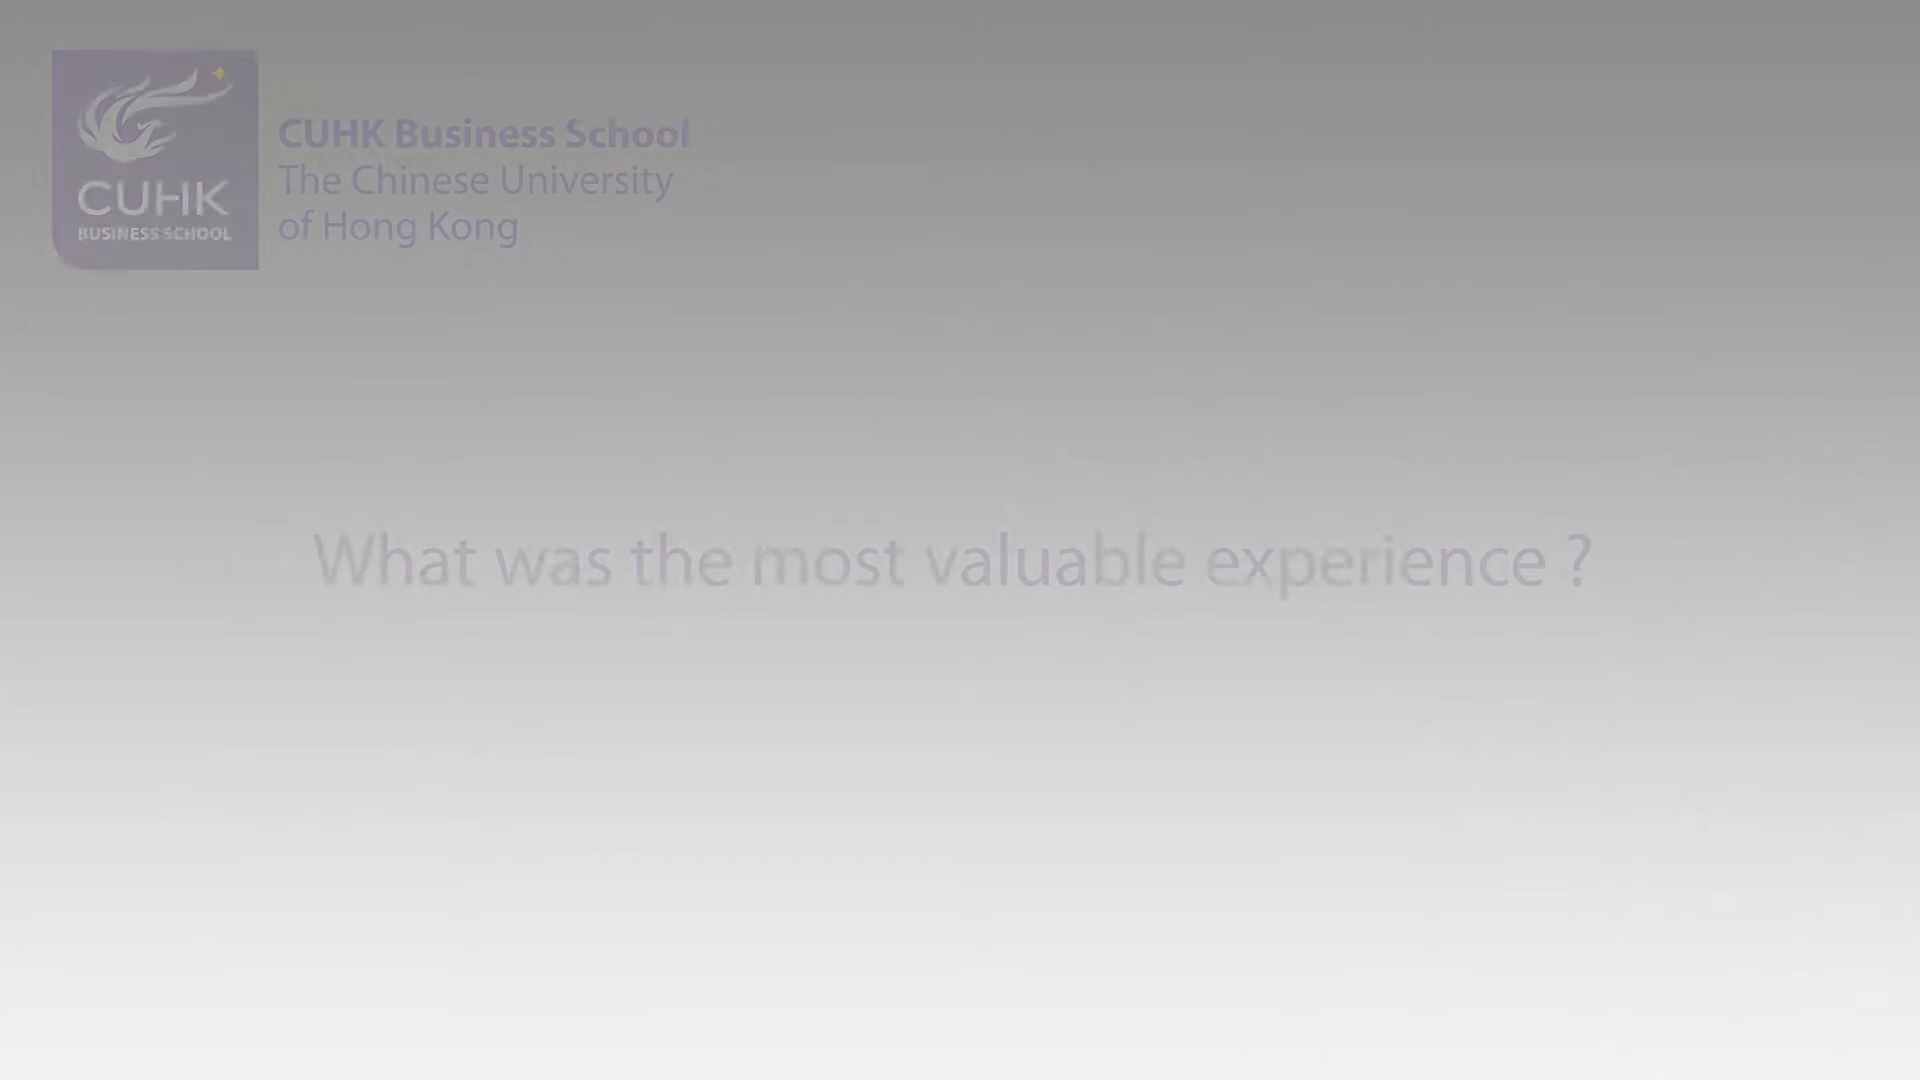 CUHK
BUSINESS SCHOOL
CUHK Business School
The Chinese University
of Hong Kong
What was the most valuable experience ?